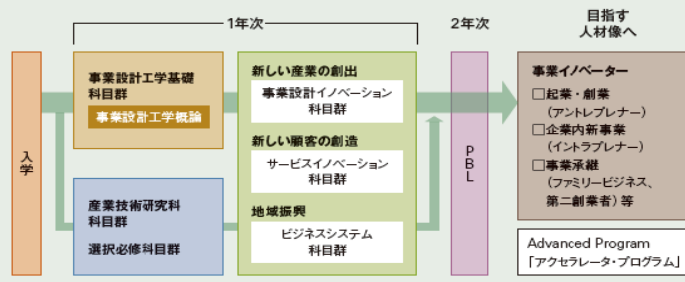 1年次
2年次
目指す
人材像へ
入学
事業設計工学基礎
科目群
事業設計工学概論
産業技術研究科
科目群
選択必修科目群
新しい産業の創出
事業設計イノベーション
科目群
新しい顧客の創造
サービスイノベーション
科目群
地域振興
ビジネスシステム
科目群
PBL
事業イノベーター
□起業・創業
（アントレプレナー）
□企業内新事業
（イントラプレナー）
□事業承継
（ファミリービジネス、
第二創業者）等
Advanced Program
「アクセラレータ・プログラム」